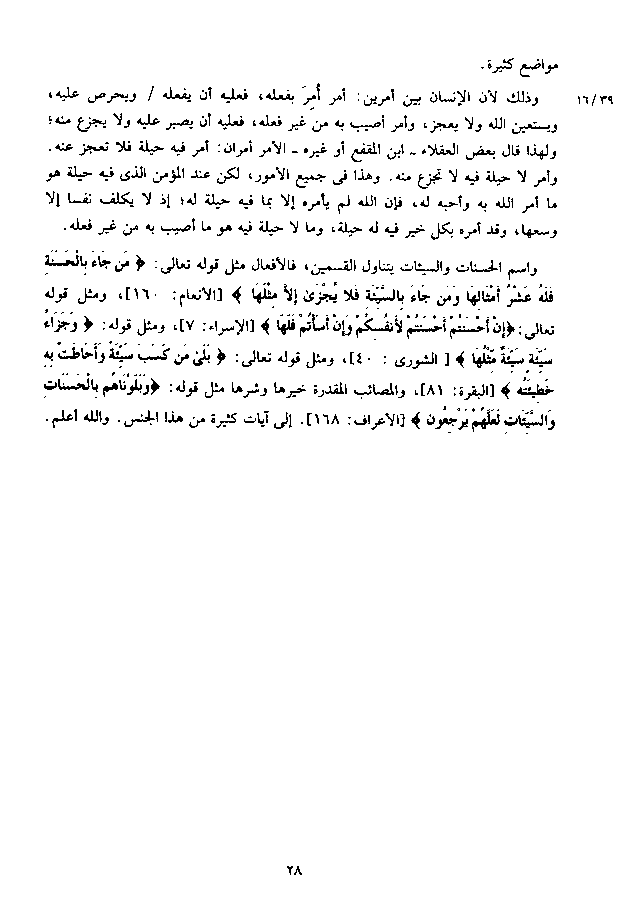 مواضع كثيرة.
١٦/٣٩ وذلك لأن الإنسان بين أمرين: أمر أُمِرَ بفعله، فعليه أن يفعله / ويحرص عليه،
ويستعين الله ولا يعجز، وأمر أصيب به من غير فعله، فعليه أن يصبر عليه ولا يجزع منه؛
ولهذا قال بعض العقلاء ـ ابن المقفع أو غيره ـ الأمر أمران: أمر فيه حيلة فلا تعجز عنه.
وأمر لا حيلة فيه لا تجزع منه. وهذا فى جميع الأمور، لكن عند المؤمن الذى فيه حيلة هو
ما أمر الله به وأحبه له، فإن الله لم يأمره إلا بما فيه حيلة له؛ إذ لا يكلف نفسا إلا
وسعها، وقد أمره بكل خير فيه له حيلة، وما لا حيلة فيه هو ما أصيب به من غير فعله.
واسم الحسنات والسيئات يتناول القسمين، فالأفعال مثل قوله تعالى: ﴿ مَن جَاءَ بِالْحَسَنَةِ
فَلَهُ عَشْرُ أَمْثَالِهَا وَمَن جَاءَ بِالسَّيِّئَةِ فَلا يُجْزَىٰ إِلاَّ مِثْلَهَا ﴾ [الأنعام: ١٦٠]، ومثل قوله
تعالى: ﴿إِنْ أَحْسَنتُمْ أَحْسَنتُمْ لأَنفُسِكُمْ وَإِنْ أَسَأْتُمْ فَلَهَا ﴾ [الإسراء: ٧]، ومثل قوله: ﴿ وَجَزَاءُ
سَيِّئَةٍ سَيِّئَةٌ مِّثْلُهَا ﴾ [ الشورى : ٤٠]، ومثل قوله تعالى: ﴿ بَلَىٰ مَن كَسَبَ سَيِّئَةً وَأَحَاطَتْ بِهِ
خَطِيئَتُهُ ﴾ [البقرة: ٨١]، والمصائب المقدرة خيرها وشرها مثل قوله: ﴿وَبَلَوْنَاهُم بِالْحَسَنَاتِ
وَالسَّيِّئَاتِ لَعَلَّهُمْ يَرْجِعُونَ ﴾ [الأعراف: ١٦٨]. إلى آيات كثيرة من هذا الجنس. والله أعلم.
٢٨